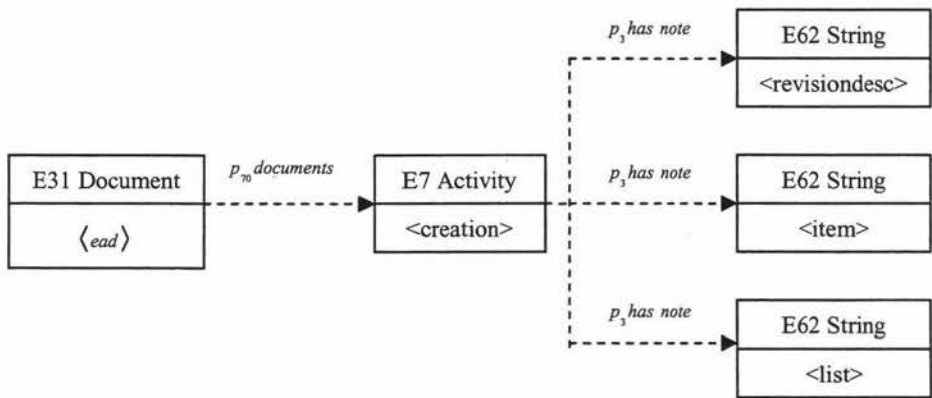 p₃ has note
E62 String
<revisiondesc>
E31 Document
⟨ead⟩
p₇₀ documents
E7 Activity
<creation>
p₃ has note
E62 String
<item>
p₃ has note
E62 String
<list>